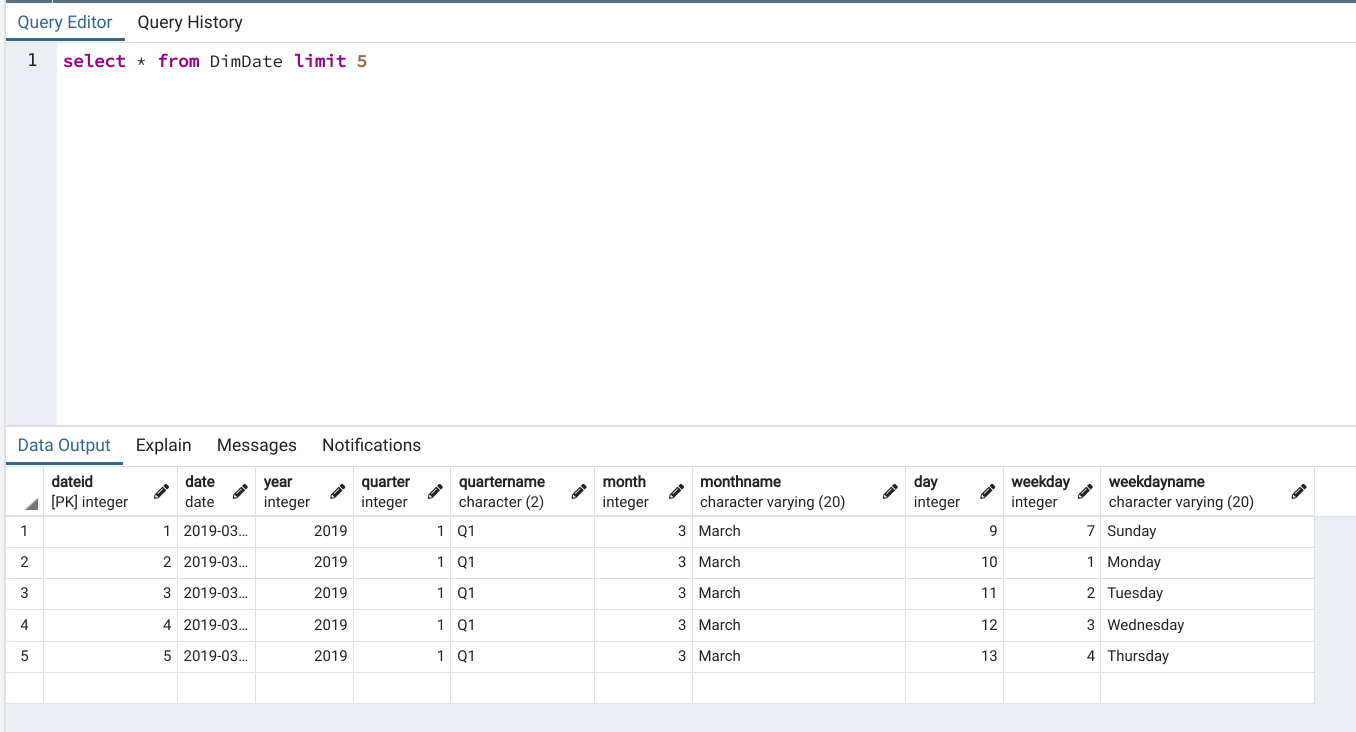 Query Editor Query History
1 select * from DimDate limit 5
Data Output Explain Messages Notifications
dateid date year quarter quartername month monthname day weekday weekdayname
[PK] integer date integer integer character (2) integer character varying (20) integer integer character varying (20)
1 1 2019-03... 2019 1 Q1 3 March 9 7 Sunday
2 2 2019-03... 2019 1 Q1 3 March 10 1 Monday
3 3 2019-03... 2019 1 Q1 3 March 11 2 Tuesday
4 4 2019-03... 2019 1 Q1 3 March 12 3 Wednesday
5 5 2019-03... 2019 1 Q1 3 March 13 4 Thursday